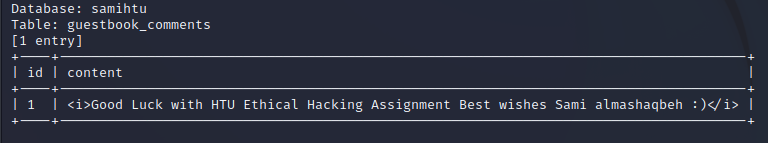 Database: samihtu
Table: guestbook_comments
[1 entry]
+----+--------------------------------------------------------------------------------------+
| id | content |
+----+--------------------------------------------------------------------------------------+
| 1 | <i>Good Luck with HTU Ethical Hacking Assignment Best wishes Sami almashaqbeh :)</i> |
+----+--------------------------------------------------------------------------------------+